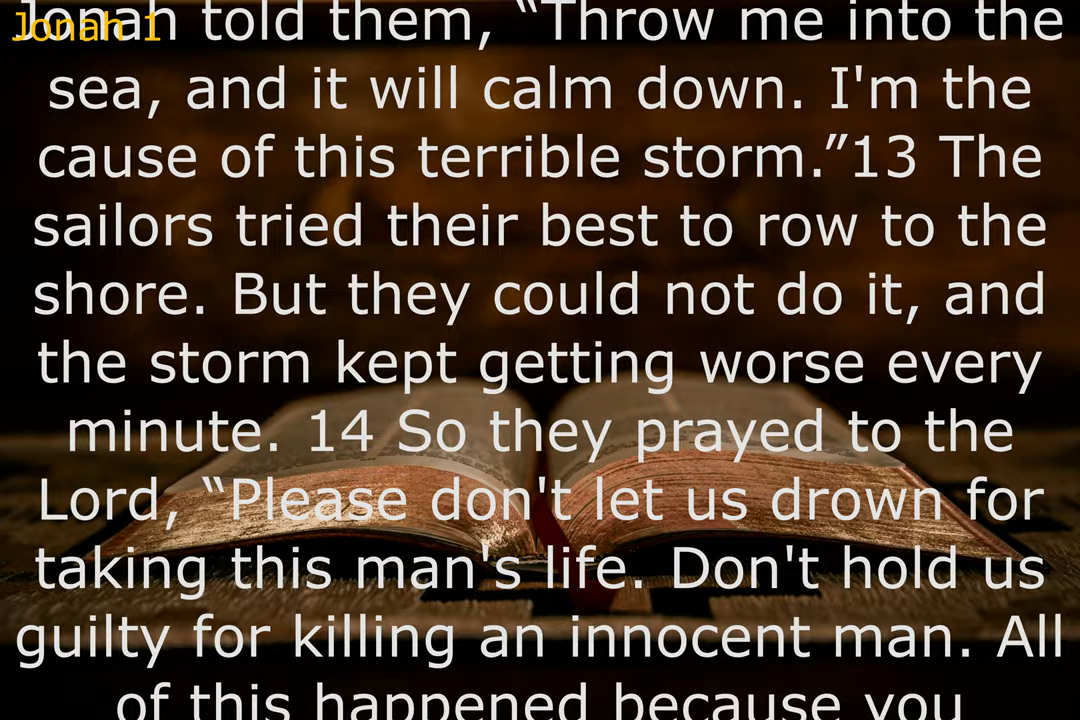 Jonah 1
Jonah told them, “Throw me into the
sea, and it will calm down. I'm the
cause of this terrible storm.”13 The
sailors tried their best to row to the
shore. But they could not do it, and
the storm kept getting worse every
minute. 14 So they prayed to the
Lord, “Please don't let us drown for
taking this man's life. Don't hold us
guilty for killing an innocent man. All
of this happened because you